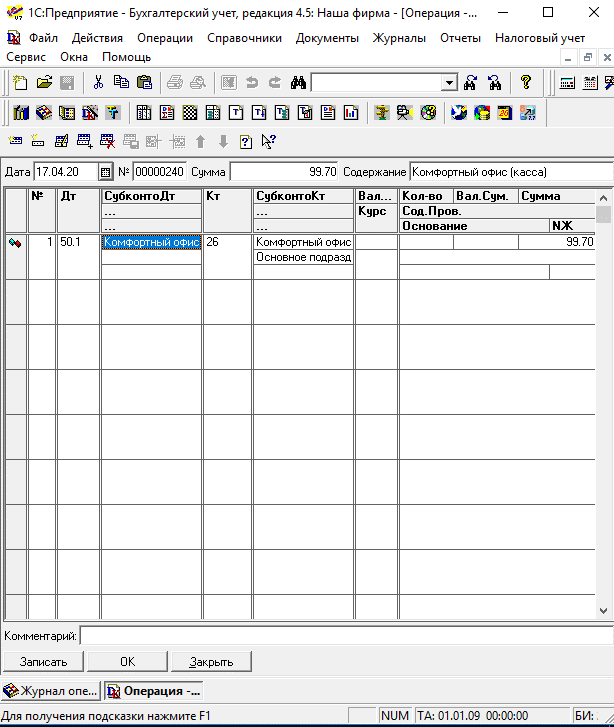 1С:Предприятие - Бухгалтерский учет, редакция 4.5: Наша фирма - [Операция -...
Файл Действия Операции Справочники Документы Журналы Отчеты Налоговый учет
Сервис Окна Помощь
Дата 17.04.20 № 00000240 Сумма 99.70 Содержание Комфортный офис (касса)
№ Дт СубконтоДт Кт СубконтоКт Вал... Кол-во Вал.Сум. Сумма
... ... Курс Сод.Пров.
... ... Основание NЖ
1 50.1 Комфортный офис 26 Комфортный офис 99.70
Основное подразд
Комментарий:
Записать ОК Закрыть
Журнал опе... Операция -...
Для получения подсказки нажмите F1 NUM ТА: 01.01.09 00:00:00 БИ: